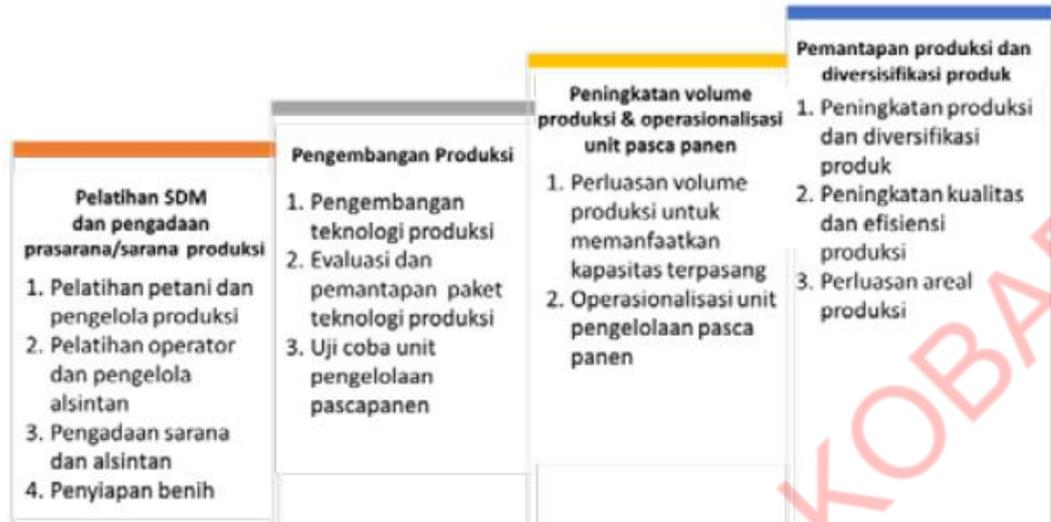 Pelatihan SDM
dan pengadaan
prasarana/sarana produksi
1. Pelatihan petani dan
pengelola produksi
2. Pelatihan operator
dan pengelola
alsintan
3. Pengadaan sarana
dan alsintan
4. Penyiapan benih
Pengembangan Produksi
1. Pengembangan
teknologi produksi
2. Evaluasi dan
pemantapan paket
teknologi produksi
3. Uji coba unit
pengelolaan
pascapanen
Peningkatan volume
produksi & operasionalisasi
unit pasca panen
1. Perluasan volume
produksi untuk
memanfaatkan
kapasitas terpasang
2. Operasionalisasi unit
pengelolaan pasca
panen
Pemantapan produksi dan
diversisifikasi produk
1. Peningkatan produksi
dan diversifikasi
produk
2. Peningkatan kualitas
dan efisiensi
produksi
3. Perluasan areal
produksi
KOBA